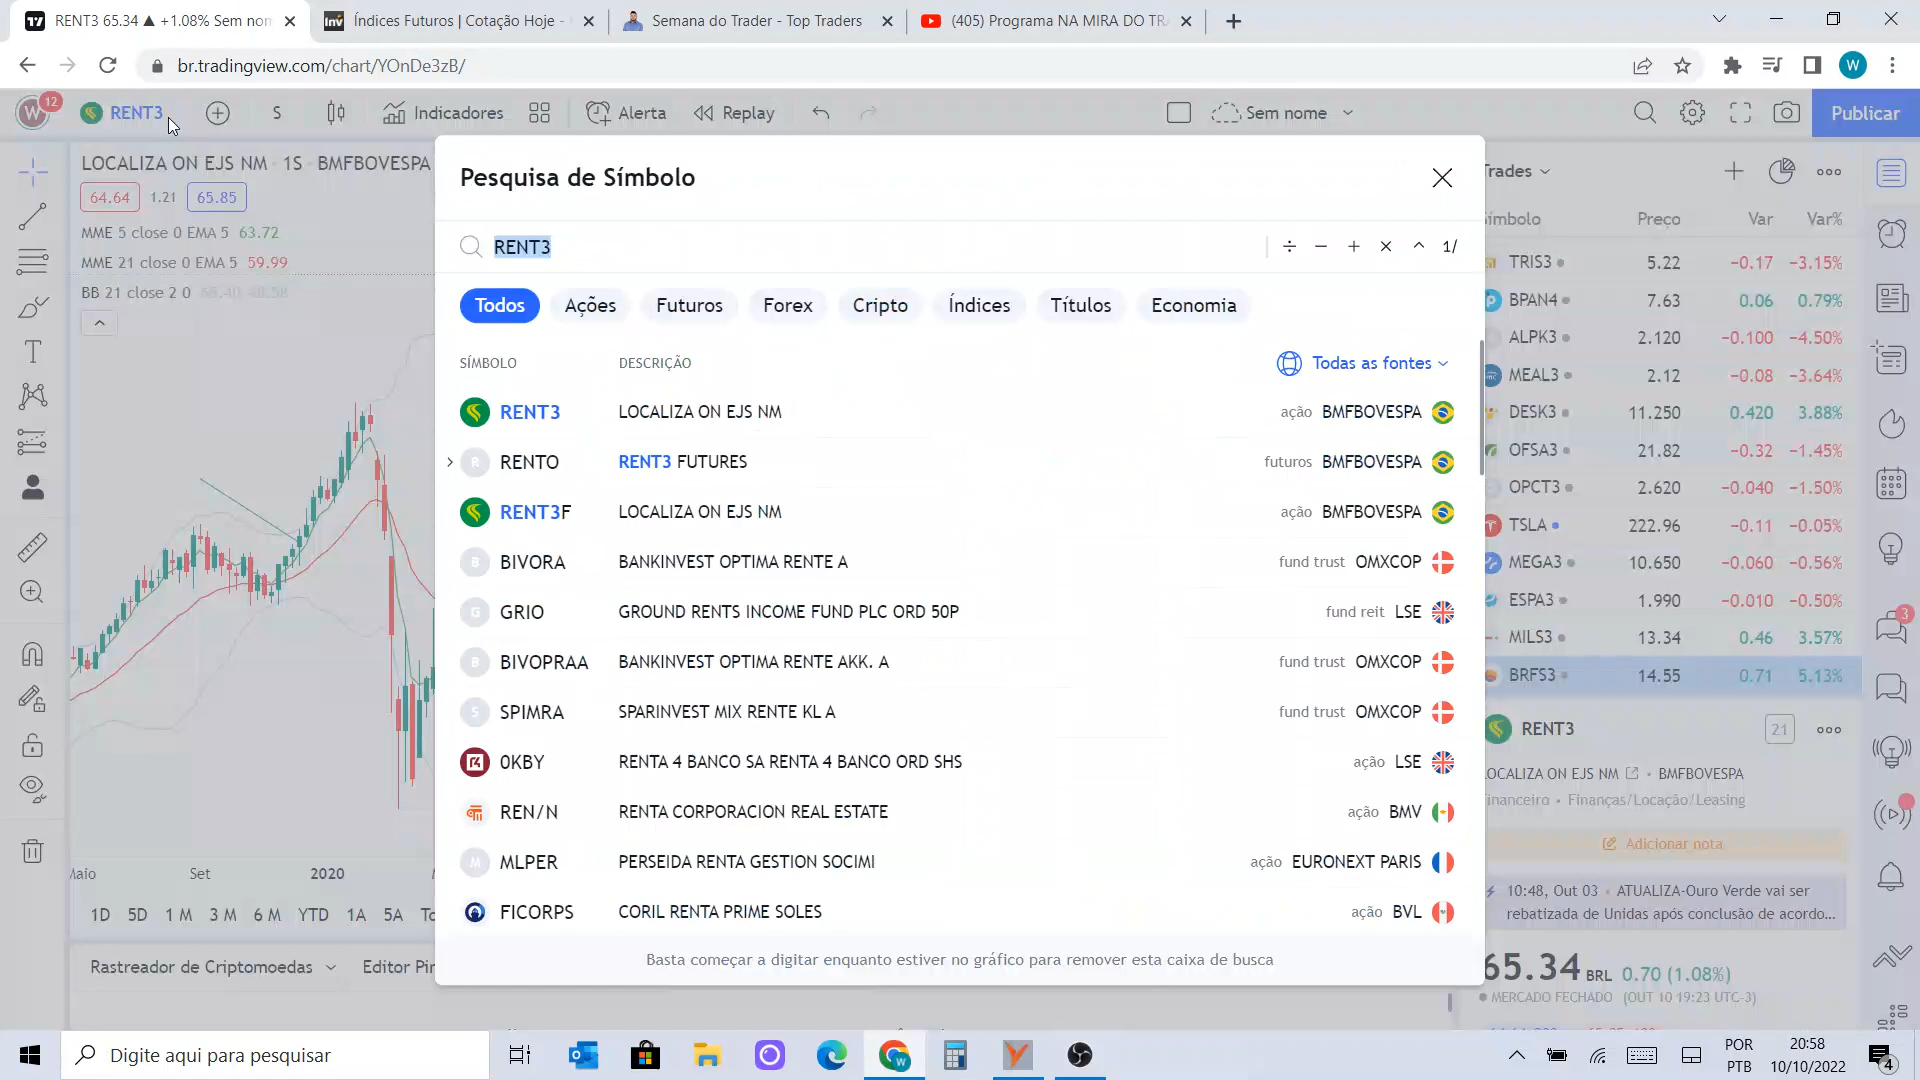 RENT3 65.34 ▲ +1.08% Sem nom
Índices Futuros | Cotação Hoje -
Semana do Trader - Top Traders
(405) Programa NA MIRA DO TR
br.tradingview.com/chart/YOnDe3zB/
W
W
12
RENT3
S
Indicadores
Alerta
Replay
Sem nome
Publicar
LOCALIZA ON EJS NM · 1S · BMFBOVESPA
64.64 1.21 65.85
MME 5 close 0 EMA 5 63.72
MME 21 close 0 EMA 5 59.99
BB 21 close 2 0
Maio Set 2020
1D 5D 1 M 3 M 6 M YTD 1A 5A
Rastreador de Criptomoedas
Editor Pin
Pesquisa de Símbolo
RENT3
÷ − + × ^ 1/
Todos Ações Futuros Forex Cripto Índices Títulos Economia
SÍMBOLO DESCRIÇÃO Todas as fontes
RENT3 LOCALIZA ON EJS NM ação BMFBOVESPA
RENTO RENT3 FUTURES futuros BMFBOVESPA
RENT3F LOCALIZA ON EJS NM ação BMFBOVESPA
BIVORA BANKINVEST OPTIMA RENTE A fund trust OMXCOP
GRIO GROUND RENTS INCOME FUND PLC ORD 50P fund reit LSE
BIVOPRAA BANKINVEST OPTIMA RENTE AKK. A fund trust OMXCOP
SPIMRA SPARINVEST MIX RENTE KL A fund trust OMXCOP
0KBY RENTA 4 BANCO SA RENTA 4 BANCO ORD SHS ação LSE
REN/N RENTA CORPORACION REAL ESTATE ação BMV
MLPER PERSEIDA RENTA GESTION SOCIMI ação EURONEXT PARIS
FICORPS CORIL RENTA PRIME SOLES ação BVL
Basta começar a digitar enquanto estiver no gráfico para remover esta caixa de busca
Trades
Símbolo Preço Var Var%
TRIS3 5.22 −0.17 −3.15%
BPAN4 7.63 0.06 0.79%
ALPK3 2.120 −0.100 −4.50%
MEAL3 2.12 −0.08 −3.64%
DESK3 11.250 0.420 3.88%
OFSA3 21.82 −0.32 −1.45%
OPCT3 2.620 −0.040 −1.50%
TSLA 222.96 −0.11 −0.05%
MEGA3 10.650 −0.060 −0.56%
ESPA3 1.990 −0.010 −0.50%
MILS3 13.34 0.46 3.57%
BRFS3 14.55 0.71 5.13%
RENT3 21
LOCALIZA ON EJS NM • BMFBOVESPA
Financeiro • Finanças/Locação/Leasing
Adicionar nota
10:48, Out 03 • ATUALIZA-Ouro Verde vai ser
rebatizada de Unidas após conclusão de acordo...
65.34 BRL 0.70 (1.08%)
MERCADO FECHADO (OUT 10 19:23 UTC-3)
3
Digite aqui para pesquisar
POR
PTB
20:58
10/10/2022
4